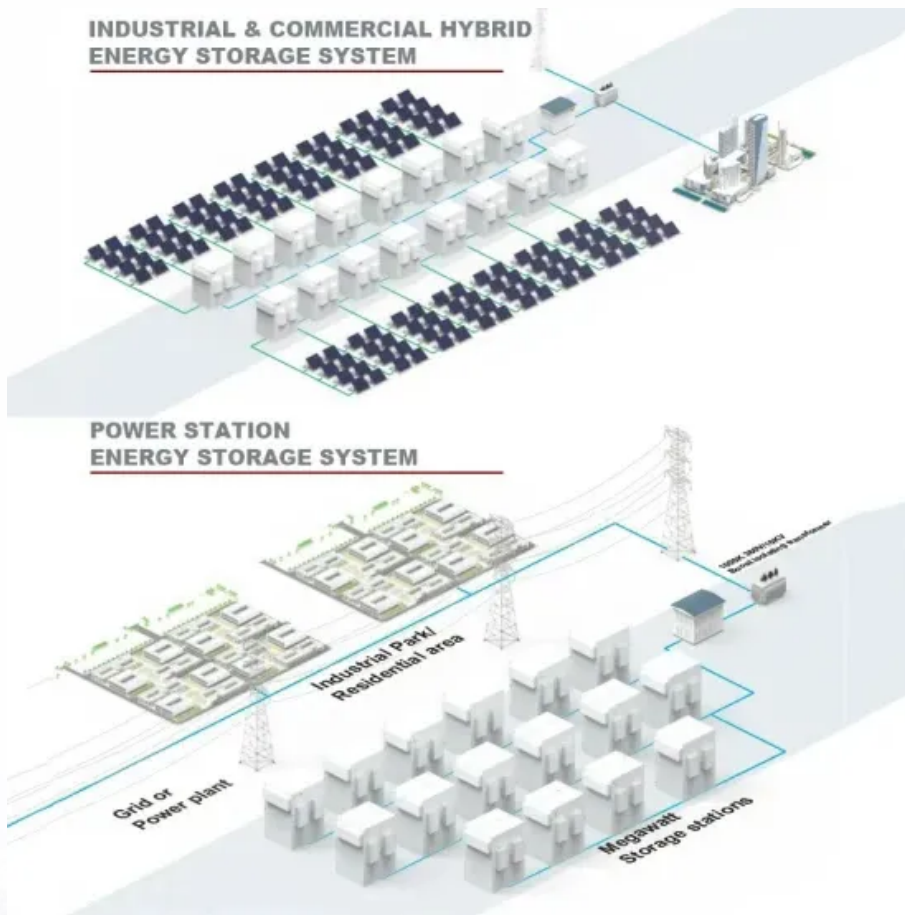 INDUSTRIAL & COMMERCIAL HYBRID
ENERGY STORAGE SYSTEM
POWER STATION
ENERGY STORAGE SYSTEM
Industrial Park/
Residential area
Grid or
Power plant
Megawatt
Storage stations